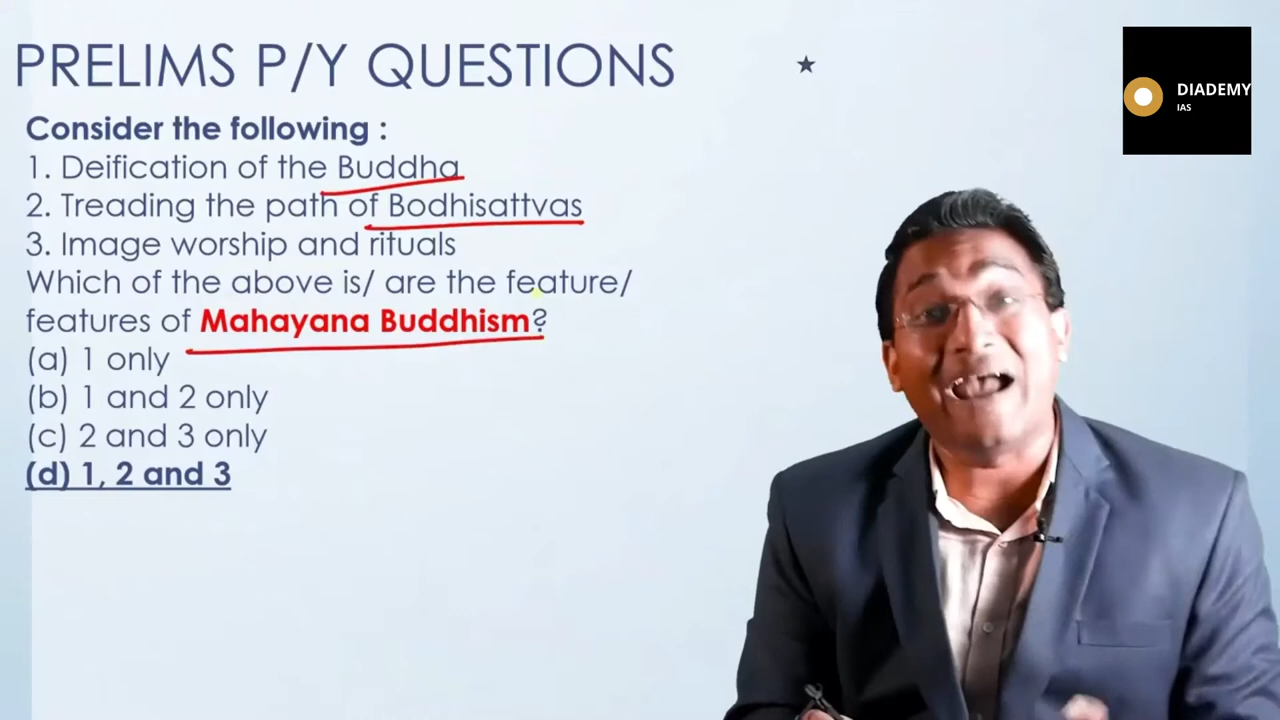 PRELIMS P/Y QUESTIONS
DIADEMY
IAS
Consider the following :
1. Deification of the Buddha
2. Treading the path of Bodhisattvas
3. Image worship and rituals
Which of the above is/ are the feature/
features of Mahayana Buddhism?
(a) 1 only
(b) 1 and 2 only
(c) 2 and 3 only
(d) 1, 2 and 3